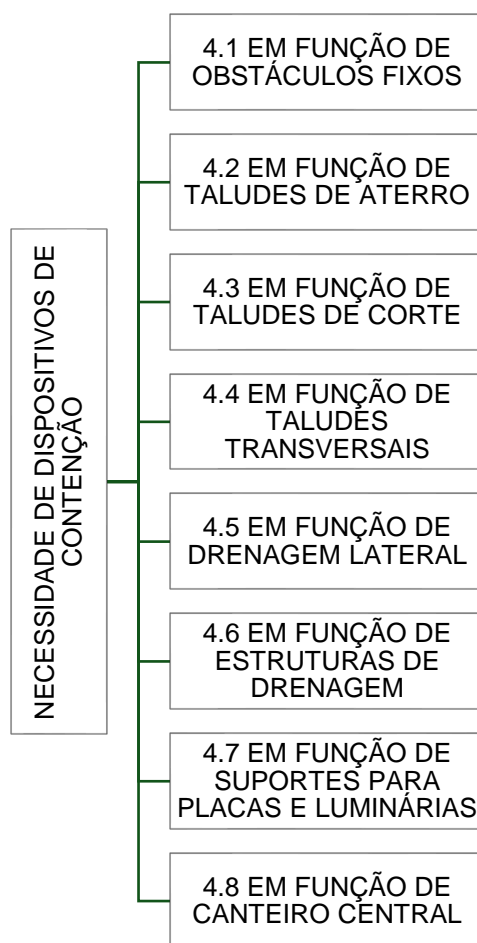 NECESSIDADE DE DISPOSITIVOS DE
CONTENÇÃO
4.1 EM FUNÇÃO DE
OBSTÁCULOS FIXOS
4.2 EM FUNÇÃO DE
TALUDES DE ATERRO
4.3 EM FUNÇÃO DE
TALUDES DE CORTE
4.4 EM FUNÇÃO DE
TALUDES
TRANSVERSAIS
4.5 EM FUNÇÃO DE
DRENAGEM LATERAL
4.6 EM FUNÇÃO DE
ESTRUTURAS DE
DRENAGEM
4.7 EM FUNÇÃO DE
SUPORTES PARA
PLACAS E LUMINÁRIAS
4.8 EM FUNÇÃO DE
CANTEIRO CENTRAL